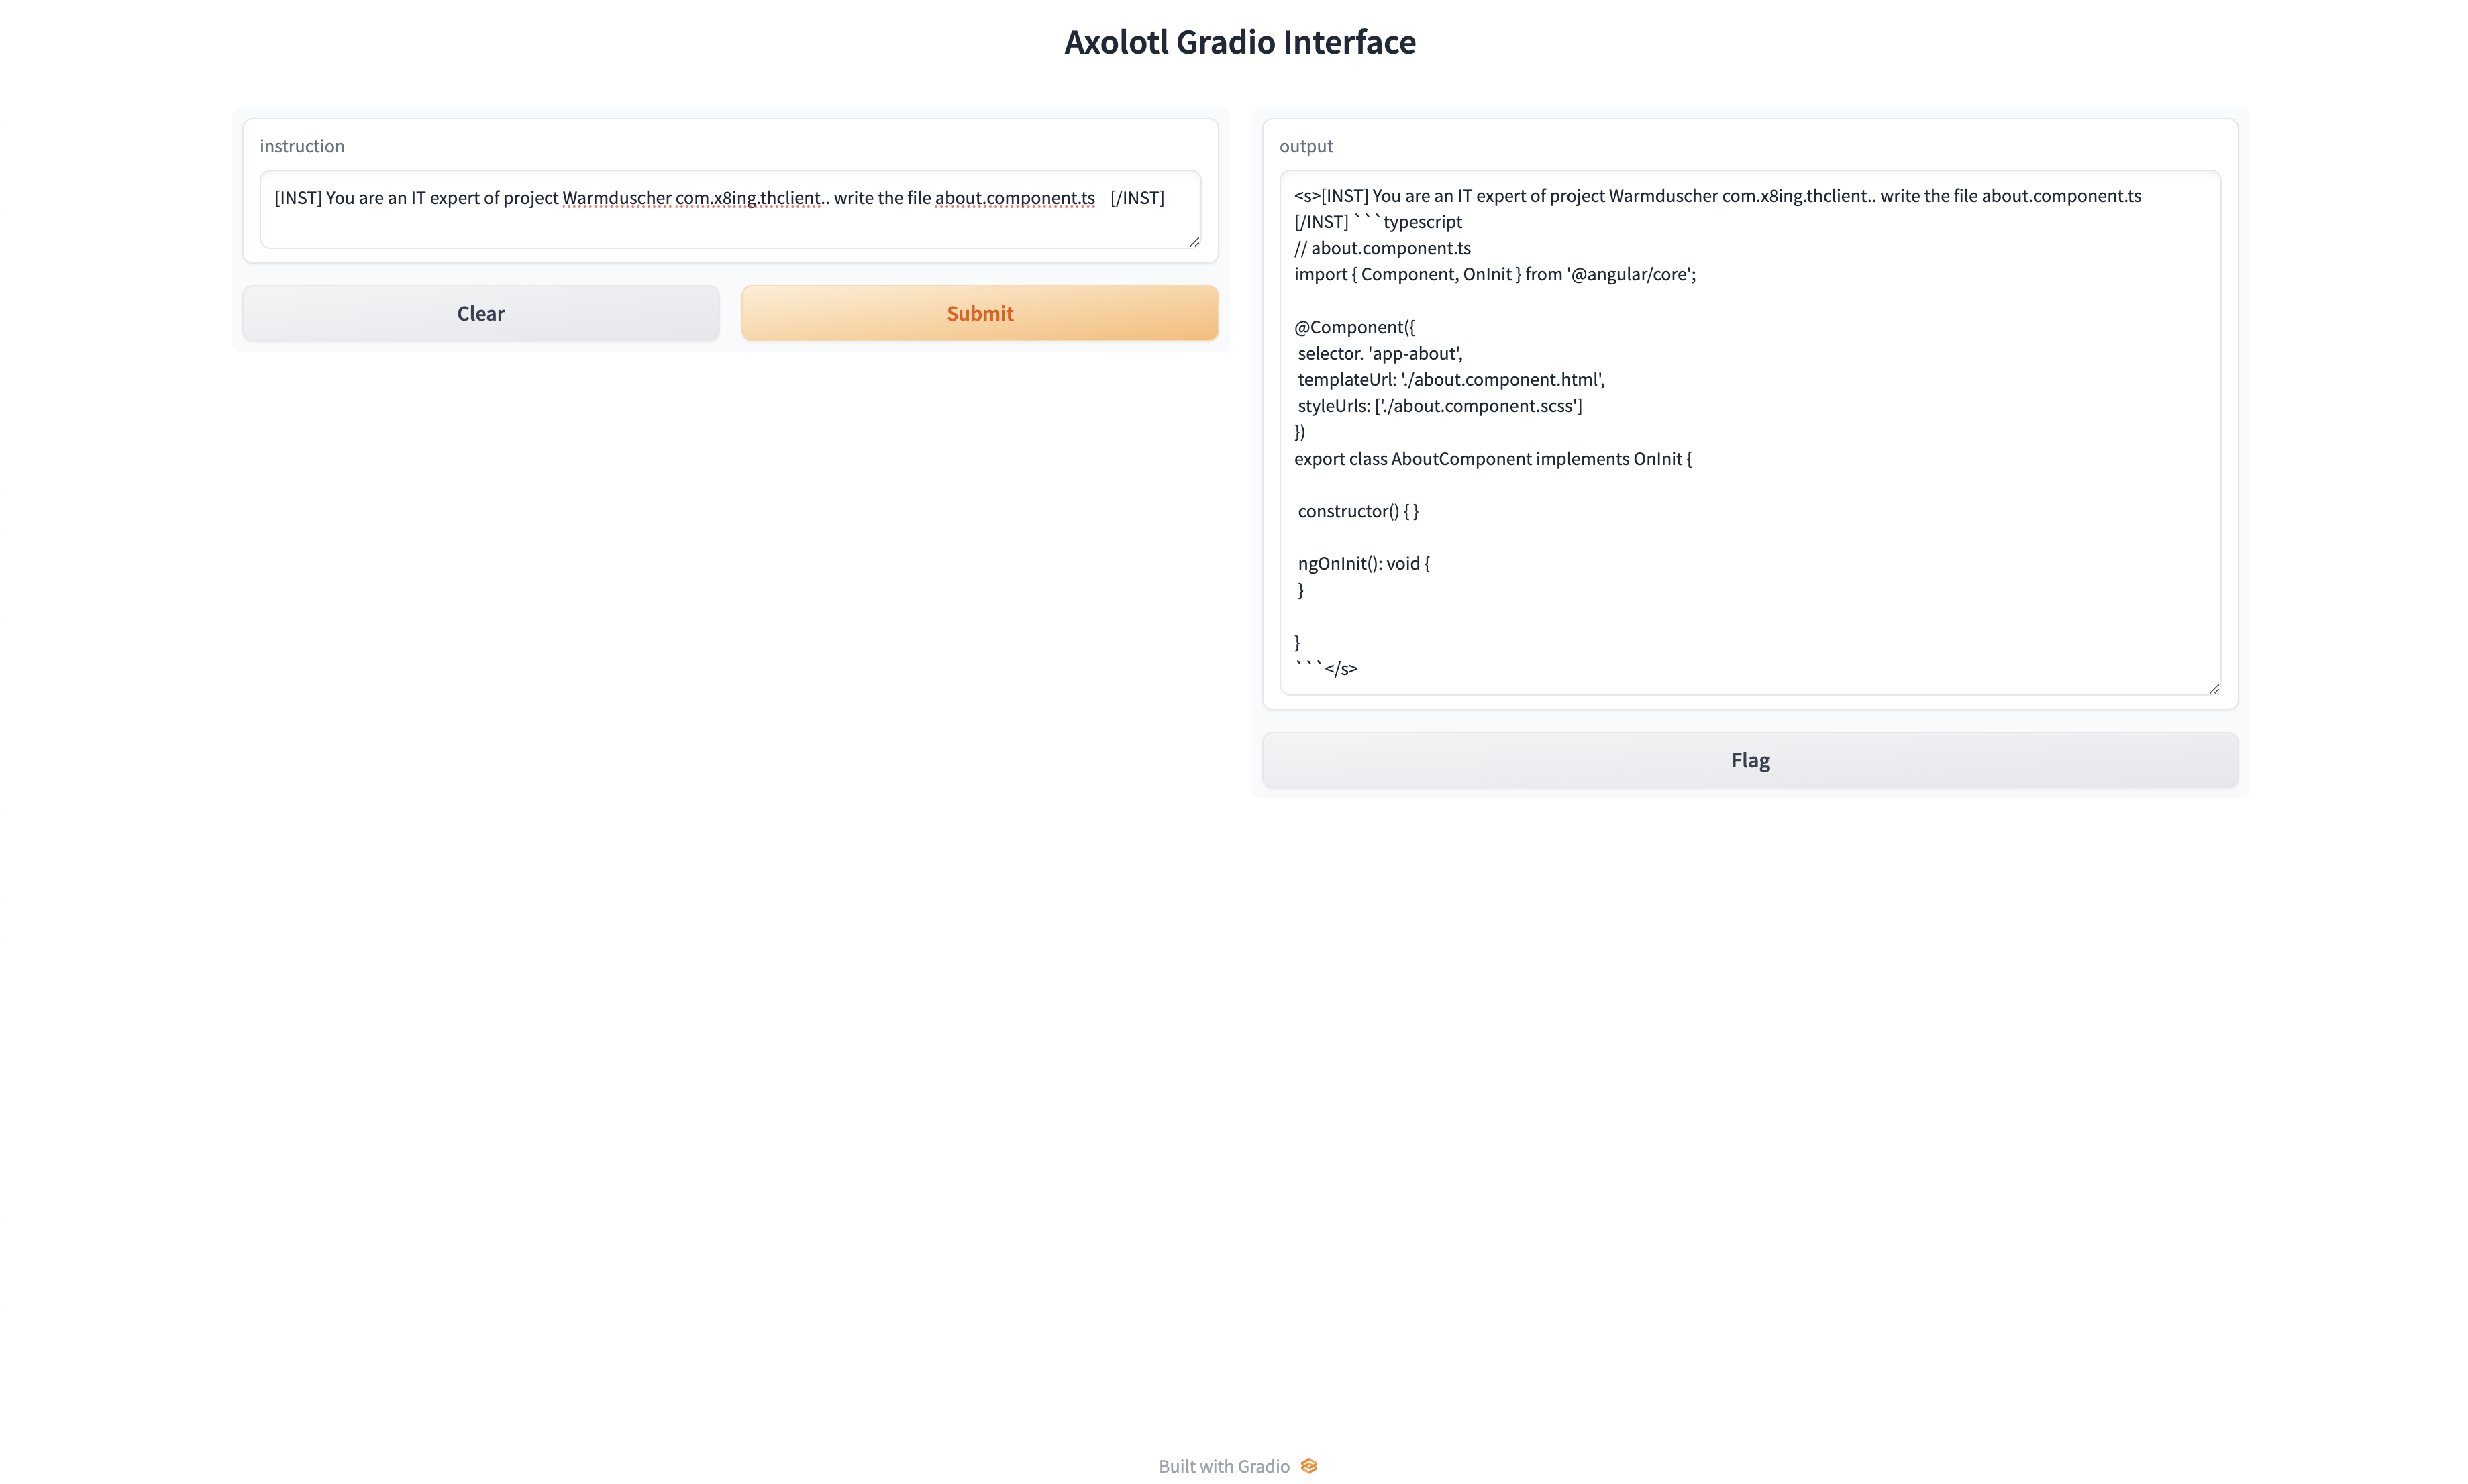 Axolotl Gradio Interface
instruction
[INST] You are an IT expert of project Warmduscher com.x8ing.thclient.. write the file about.component.ts   [/INST]
Clear
Submit
output
<s>[INST] You are an IT expert of project Warmduscher com.x8ing.thclient.. write the file about.component.ts
[/INST] ```typescript
// about.component.ts
import { Component, OnInit } from '@angular/core';

@Component({
 selector. 'app-about',
 templateUrl: './about.component.html',
 styleUrls: ['./about.component.scss']
})
export class AboutComponent implements OnInit {

 constructor() { }

 ngOnInit(): void {
 }

}
```</s>
Flag
Built with Gradio